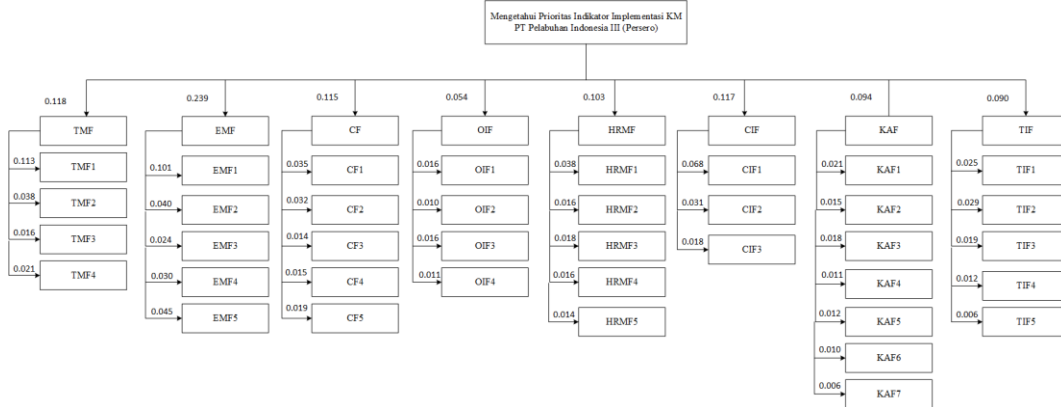 Mengetahui Prioritas Indikator Implementasi KM
PT Pelabuhan Indonesia III (Persero)
0.118
0.239
0.115
0.054
0.103
0.117
0.094
0.090
TMF
EMF
CF
OIF
HRMF
CIF
KAF
TIF
0.113
TMF1
0.038
TMF2
0.016
TMF3
0.021
TMF4
0.101
EMF1
0.040
EMF2
0.024
EMF3
0.030
EMF4
0.045
EMF5
0.035
CF1
0.032
CF2
0.014
CF3
0.015
CF4
0.019
CF5
0.016
OIF1
0.010
OIF2
0.016
OIF3
0.011
OIF4
0.038
HRMF1
0.016
HRMF2
0.018
HRMF3
0.016
HRMF4
0.014
HRMF5
0.068
CIF1
0.031
CIF2
0.018
CIF3
0.021
KAF1
0.015
KAF2
0.018
KAF3
0.011
KAF4
0.012
KAF5
0.010
KAF6
0.006
KAF7
0.025
TIF1
0.029
TIF2
0.019
TIF3
0.012
TIF4
0.006
TIF5